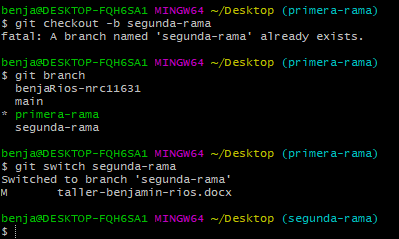 benja@DESKTOP-FQH6SA1 MINGW64 ~/Desktop (primera-rama)
$ git checkout -b segunda-rama
fatal: A branch named 'segunda-rama' already exists.
benja@DESKTOP-FQH6SA1 MINGW64 ~/Desktop (primera-rama)
$ git branch
  benjaRios-nrc11631
  main
* primera-rama
  segunda-rama
benja@DESKTOP-FQH6SA1 MINGW64 ~/Desktop (primera-rama)
$ git switch segunda-rama
Switched to branch 'segunda-rama'
M       taller-benjamin-rios.docx
benja@DESKTOP-FQH6SA1 MINGW64 ~/Desktop (segunda-rama)
$